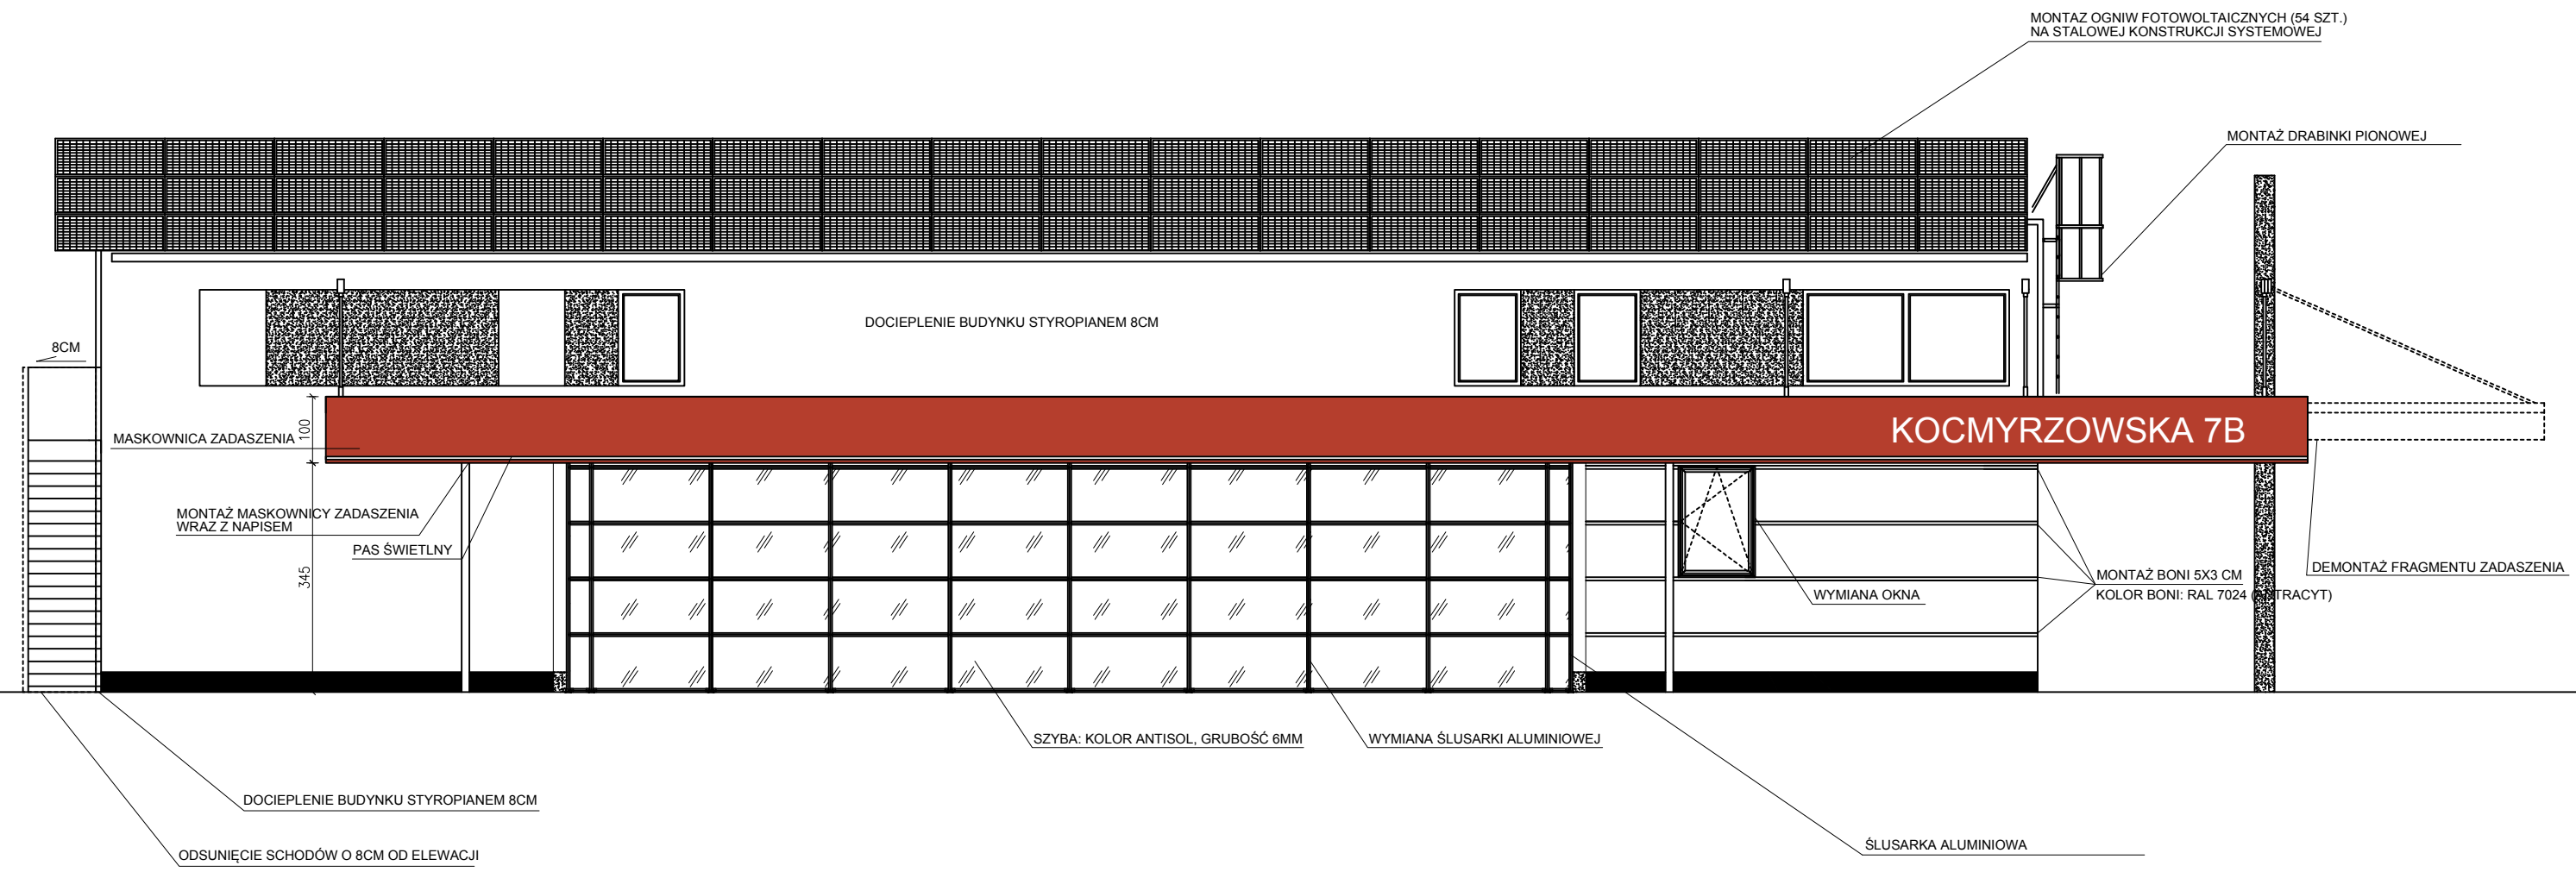 MONTAZ OGNIW FOTOWOLTAICZNYCH (54 SZT.)
NA STALOWEJ KONSTRUKCJI SYSTEMOWEJ
MONTAŻ DRABINKI PIONOWEJ
DOCIEPLENIE BUDYNKU STYROPIANEM 8CM
8CM
100
MASKOWNICA ZADASZENIA
KOCMYRZOWSKA 7B
MONTAŻ MASKOWNICY ZADASZENIA
WRAZ Z NAPISEM
PAS ŚWIETLNY
345
WYMIANA OKNA
MONTAŻ BONI 5X3 CM
KOLOR BONI: RAL 7024 (ANTRACYT)
DEMONTAŻ FRAGMENTU ZADASZENIA
SZYBA: KOLOR ANTISOL, GRUBOŚĆ 6MM
WYMIANA ŚLUSARKI ALUMINIOWEJ
DOCIEPLENIE BUDYNKU STYROPIANEM 8CM
ODSUNIĘCIE SCHODÓW O 8CM OD ELEWACJI
ŚLUSARKA ALUMINIOWA